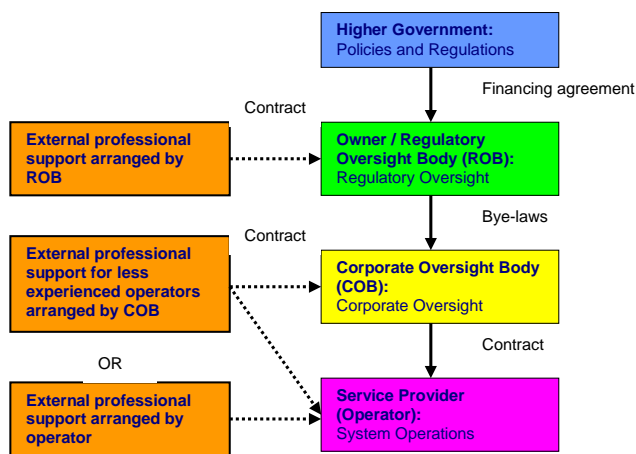 Higher Government:
Policies and Regulations
Financing agreement
Contract
External professional
support arranged by
ROB
Owner / Regulatory
Oversight Body (ROB):
Regulatory Oversight
Bye-laws
Contract
External professional
support for less
experienced operators
arranged by COB
Corporate Oversight Body
(COB):
Corporate Oversight
Contract
OR
External professional
support arranged by
operator
Service Provider
(Operator):
System Operations